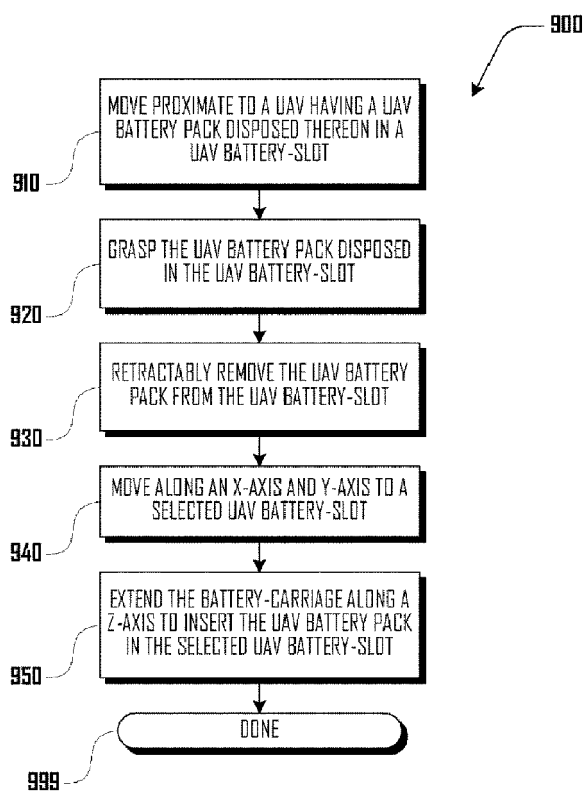 900
MOVE PROXIMATE TO A UAV HAVING A UAV
BATTERY PACK DISPOSED THEREON IN A
UAV BATTERY-SLOT
910
GRASP THE UAV BATTERY PACK DISPOSED
IN THE UAV BATTERY-SLOT
920
RETRACTABLY REMOVE THE UAV BATTERY
PACK FROM THE UAV BATTERY-SLOT
930
MOVE ALONG AN X-AXIS AND Y-AXIS TO A
SELECTED UAV BATTERY-SLOT
940
EXTEND THE BATTERY-CARRIAGE ALONG A
Z-AXIS TO INSERT THE UAV BATTERY PACK
IN THE SELECTED UAV BATTERY-SLOT
950
DONE
999